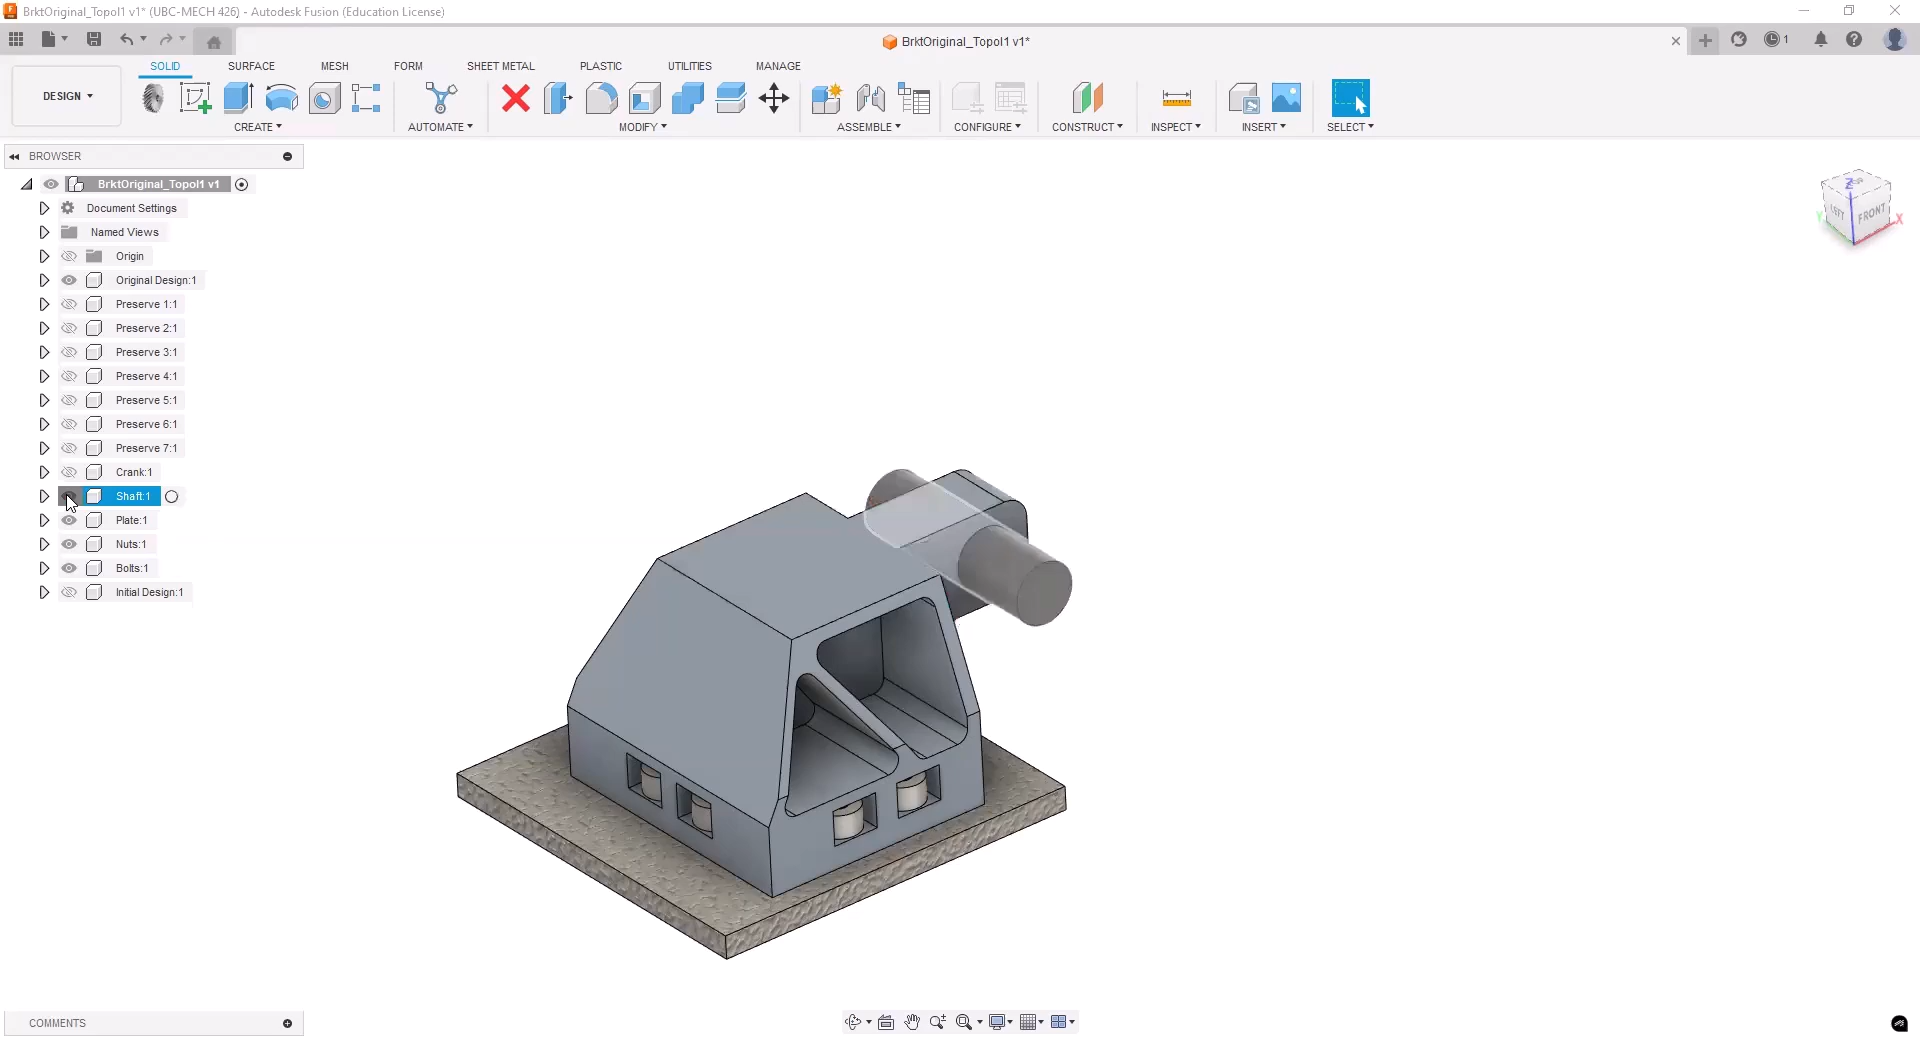 BrktOriginal_Topol1 v1* (UBC-MECH 426) - Autodesk Fusion (Education License)
BrktOriginal_Topol1 v1*
1
DESIGN
SOLID SURFACE MESH FORM SHEET METAL PLASTIC UTILITIES MANAGE
CREATE AUTOMATE MODIFY ASSEMBLE CONFIGURE CONSTRUCT INSPECT INSERT SELECT
BROWSER
BrktOriginal_Topol1 v1
Document Settings
Named Views
Origin
Original Design:1
Preserve 1:1
Preserve 2:1
Preserve 3:1
Preserve 4:1
Preserve 5:1
Preserve 6:1
Preserve 7:1
Crank:1
Shaft:1
Plate:1
Nuts:1
Bolts:1
Initial Design:1
Z
LEFT FRONT
Y X
COMMENTS